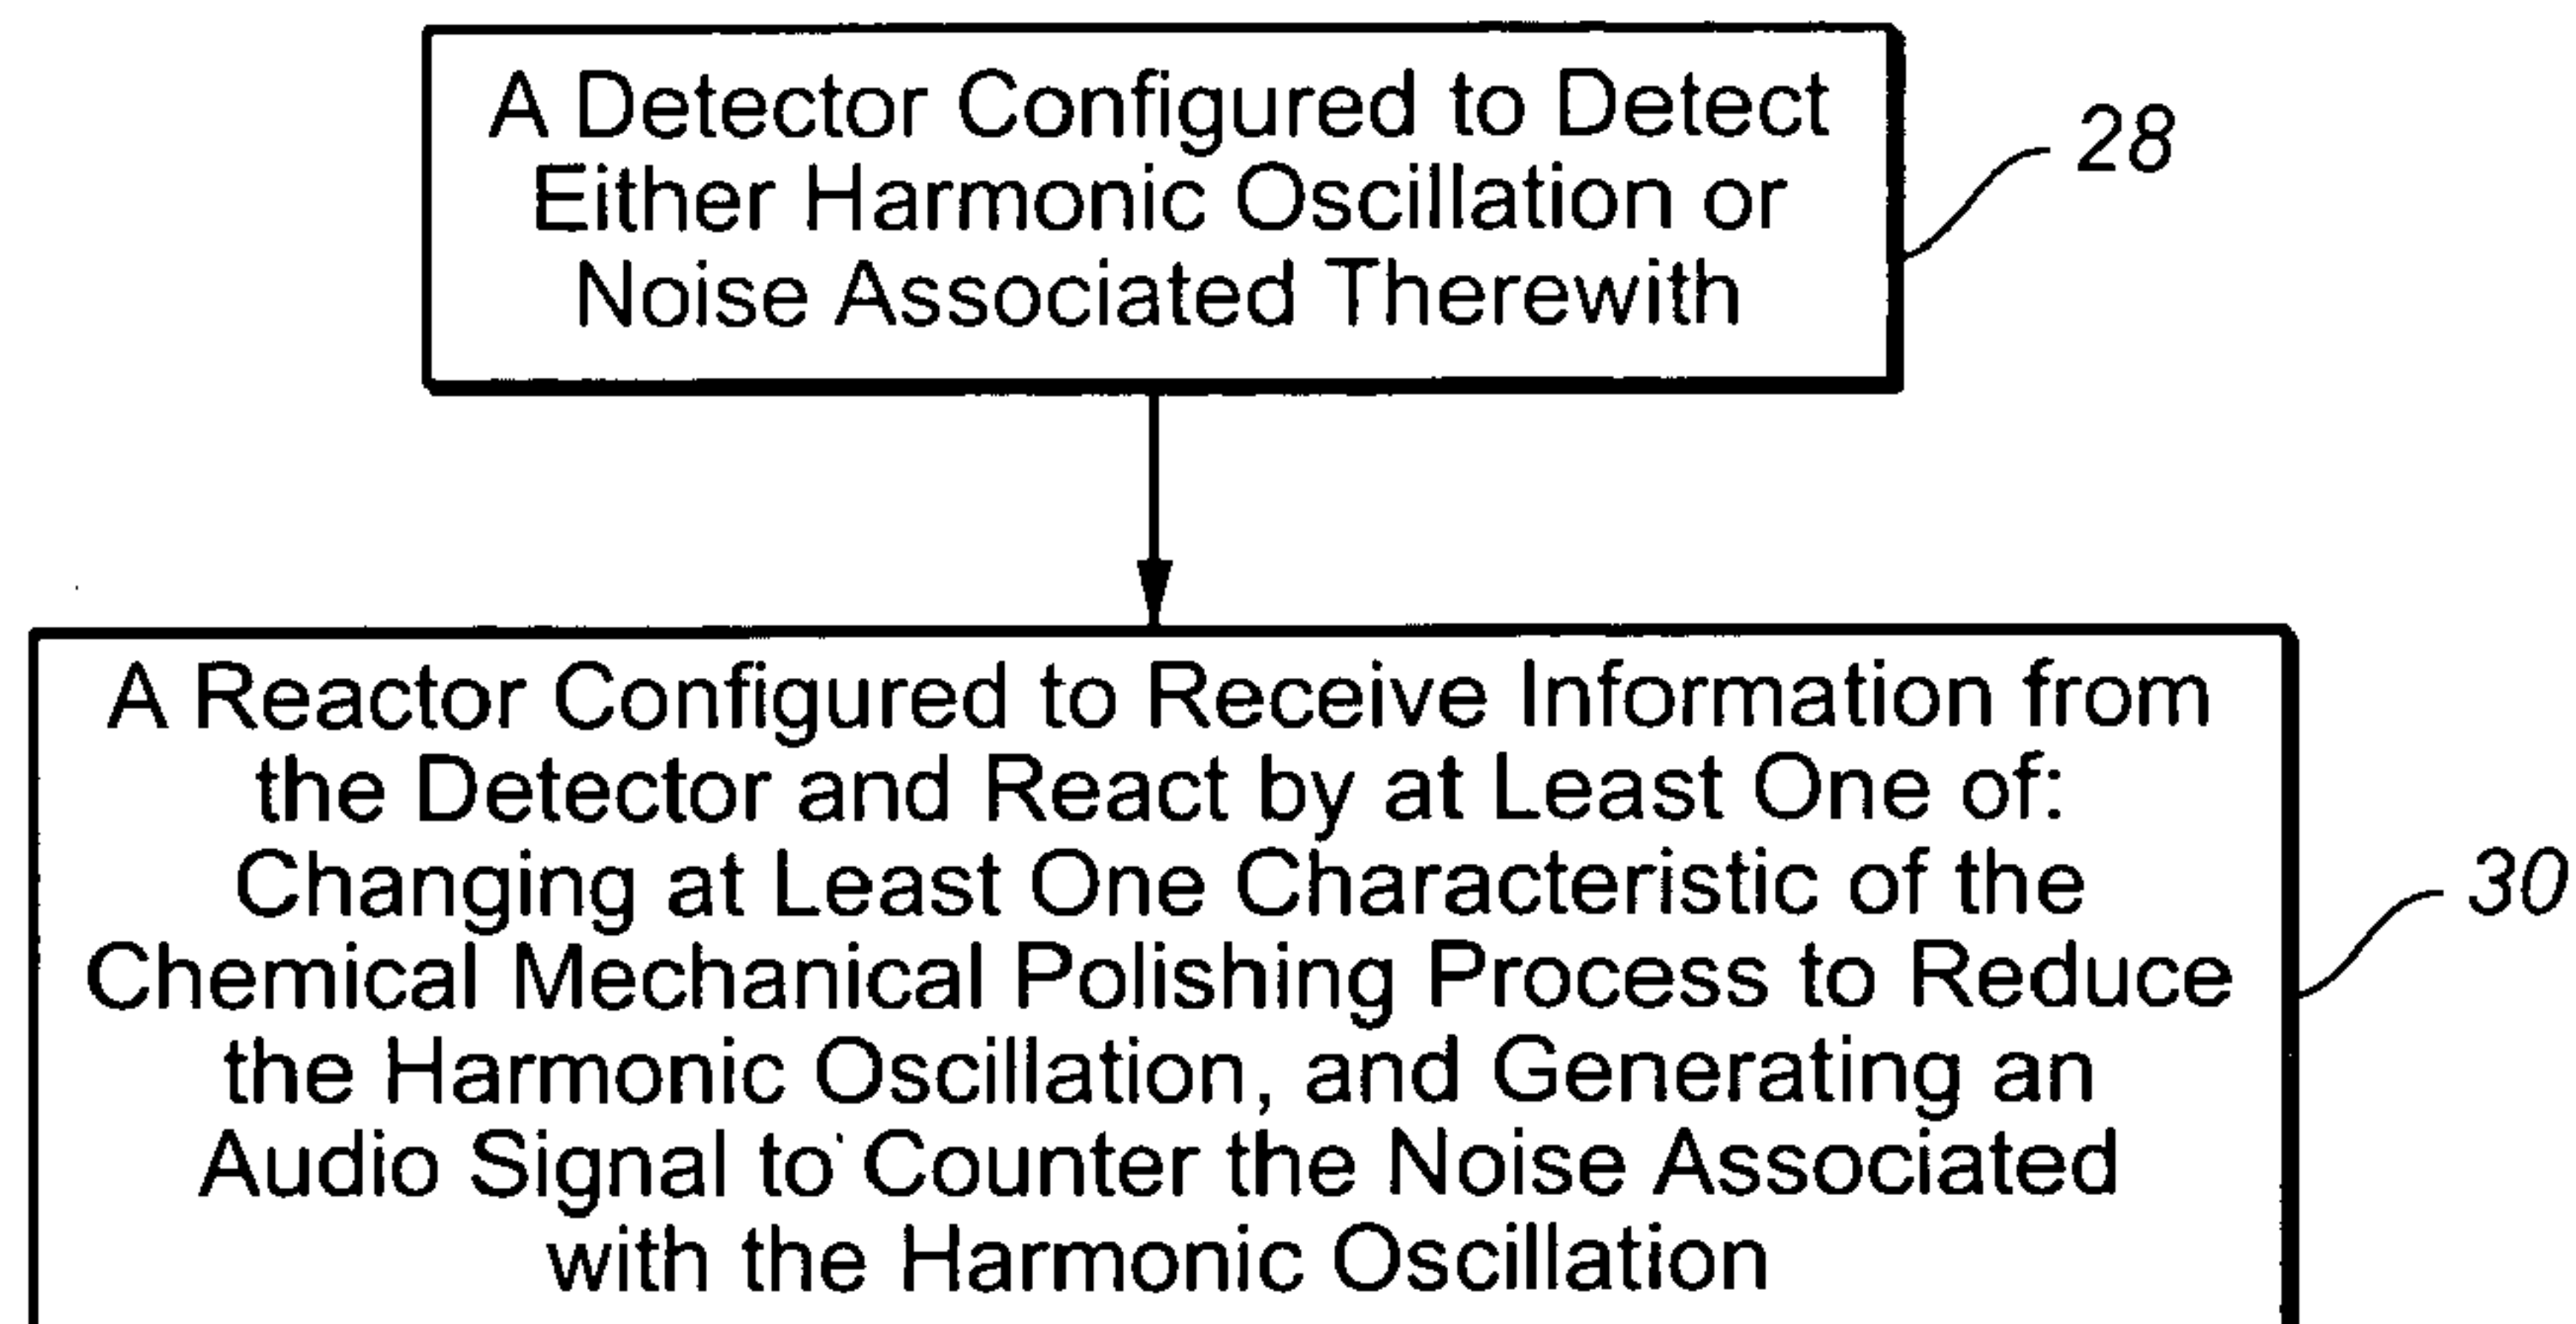 A Detector Configured to Detect
Either Harmonic Oscillation or
Noise Associated Therewith
28
A Reactor Configured to Receive Information from
the Detector and React by at Least One of:
Changing at Least One Characteristic of the
Chemical Mechanical Polishing Process to Reduce
the Harmonic Oscillation, and Generating an
Audio Signal to Counter the Noise Associated
with the Harmonic Oscillation
30